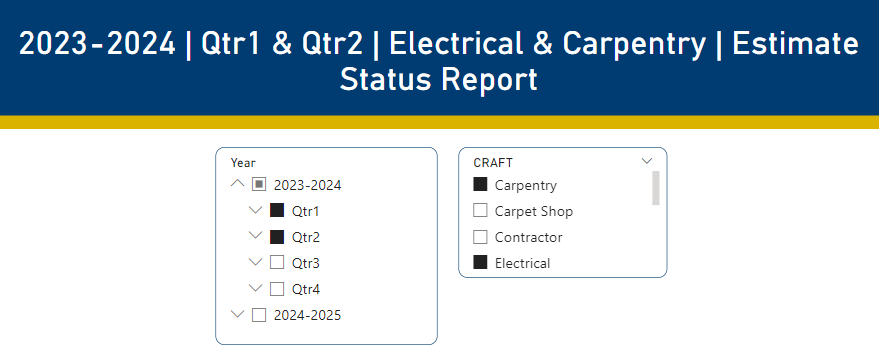 2023-2024 | Qtr1 & Qtr2 | Electrical & Carpentry | Estimate
Status Report
Year
2023-2024
Qtr1
Qtr2
Qtr3
Qtr4
2024-2025
CRAFT
Carpentry
Carpet Shop
Contractor
Electrical